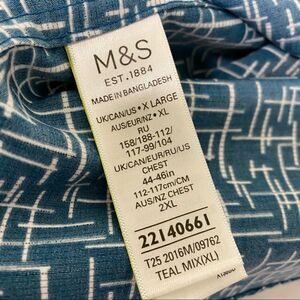 M&S
EST.1884
MADE IN BANGLADESH
UK/CAN/US • X LARGE
AUS/EUR/NZ • XL
RU
158/188-112/
117-99/104
UK/CAN/EUR/RU/US
CHEST
44-46in
112-117cm/CM
AUS/NZ CHEST
2XL
22140661
T25 2016M/09762
TEAL MIX(XL)